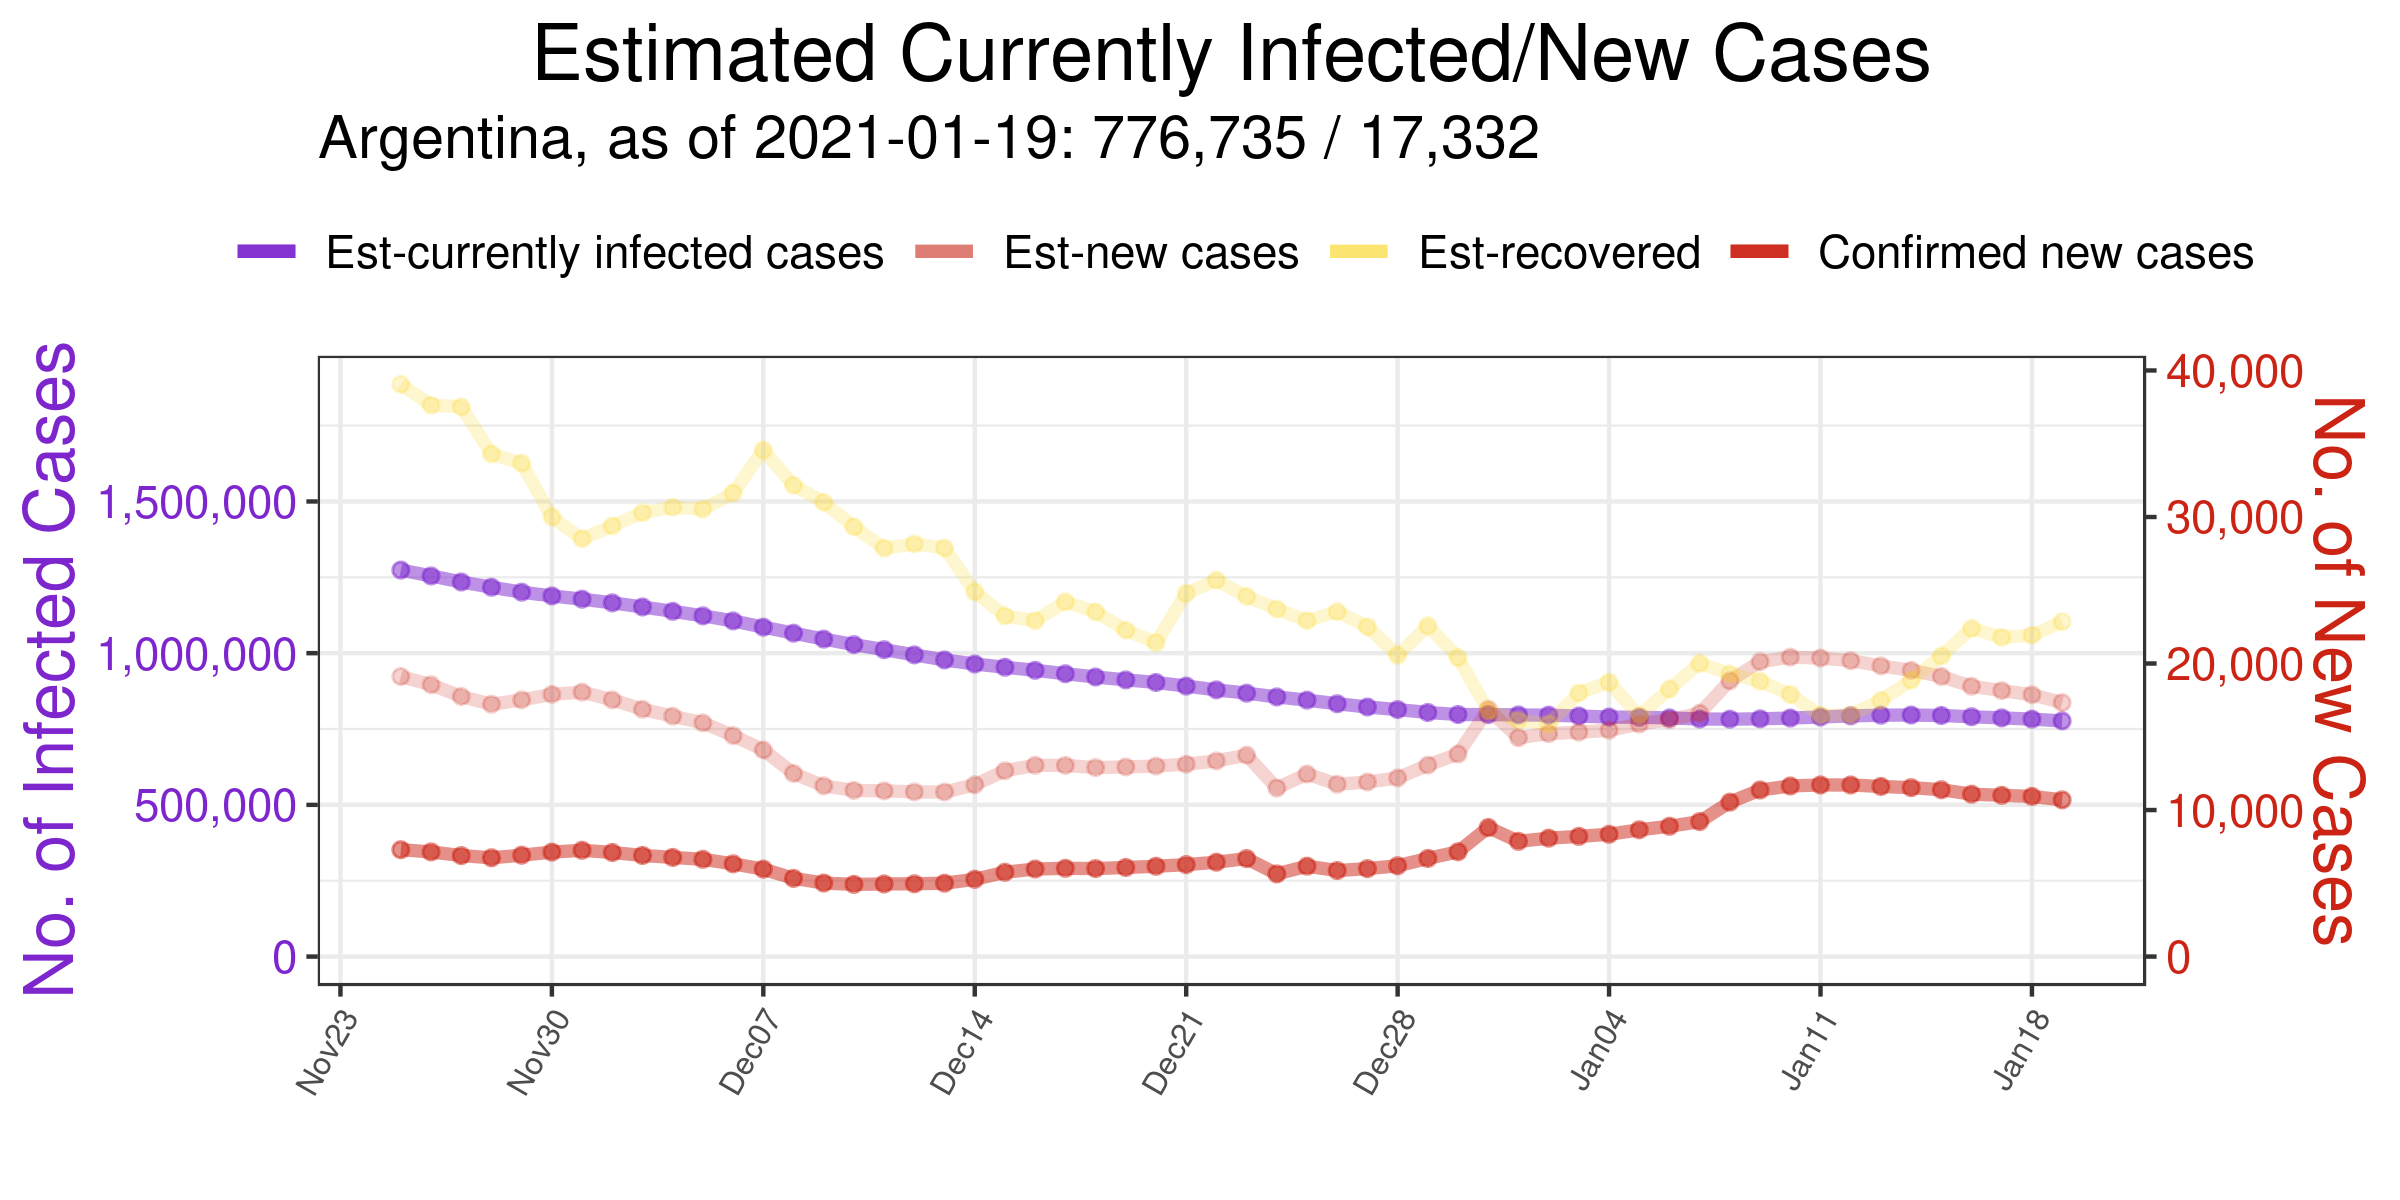 Estimated Currently Infected/New Cases
Argentina, as of 2021-01-19: 776,735 / 17,332
Est-currently infected cases Est-new cases Est-recovered Confirmed new cases
No. of Infected Cases
1,500,000
1,000,000
500,000
0
40,000
30,000
20,000
10,000
0
No. of New Cases
Nov23 Nov30 Dec07 Dec14 Dec21 Dec28 Jan04 Jan11 Jan18